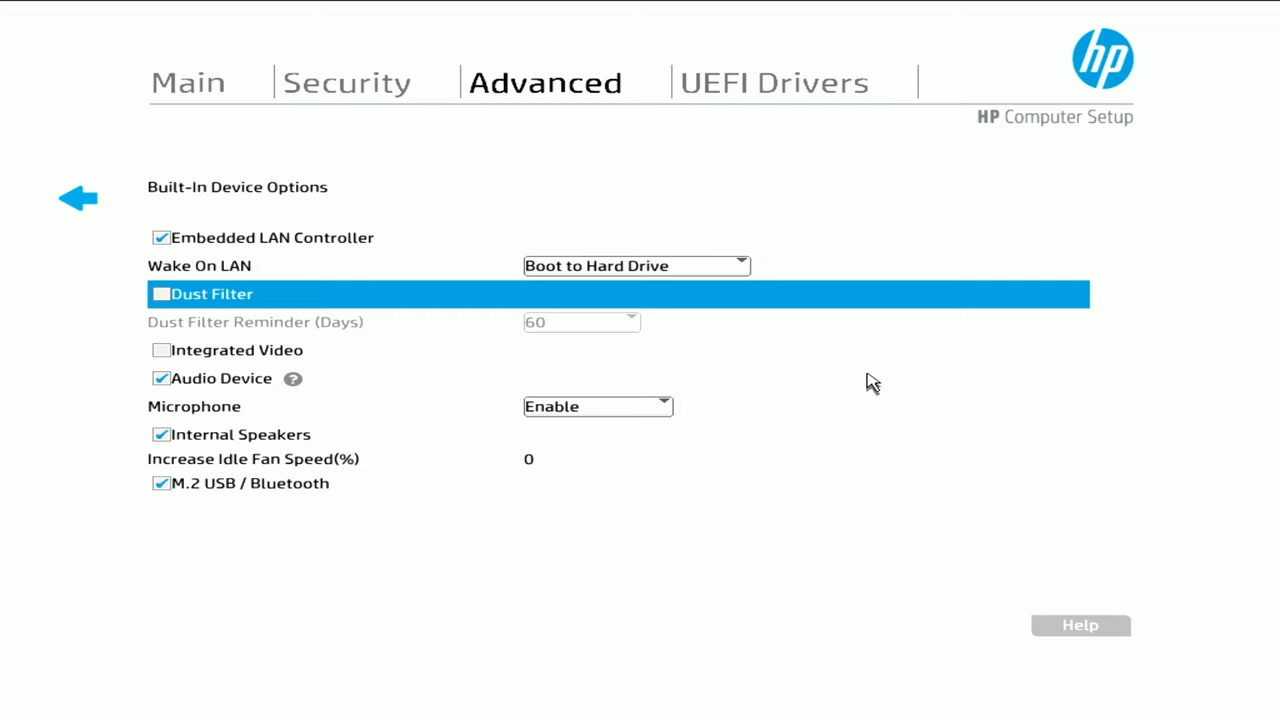 hp
Main
Security
Advanced
UEFI Drivers
HP Computer Setup
Built-In Device Options
Embedded LAN Controller
Wake On LAN Boot to Hard Drive
Dust Filter
Dust Filter Reminder (Days) 60
Integrated Video
Audio Device ?
Microphone Enable
Internal Speakers
Increase Idle Fan Speed(%) 0
M.2 USB / Bluetooth
Help